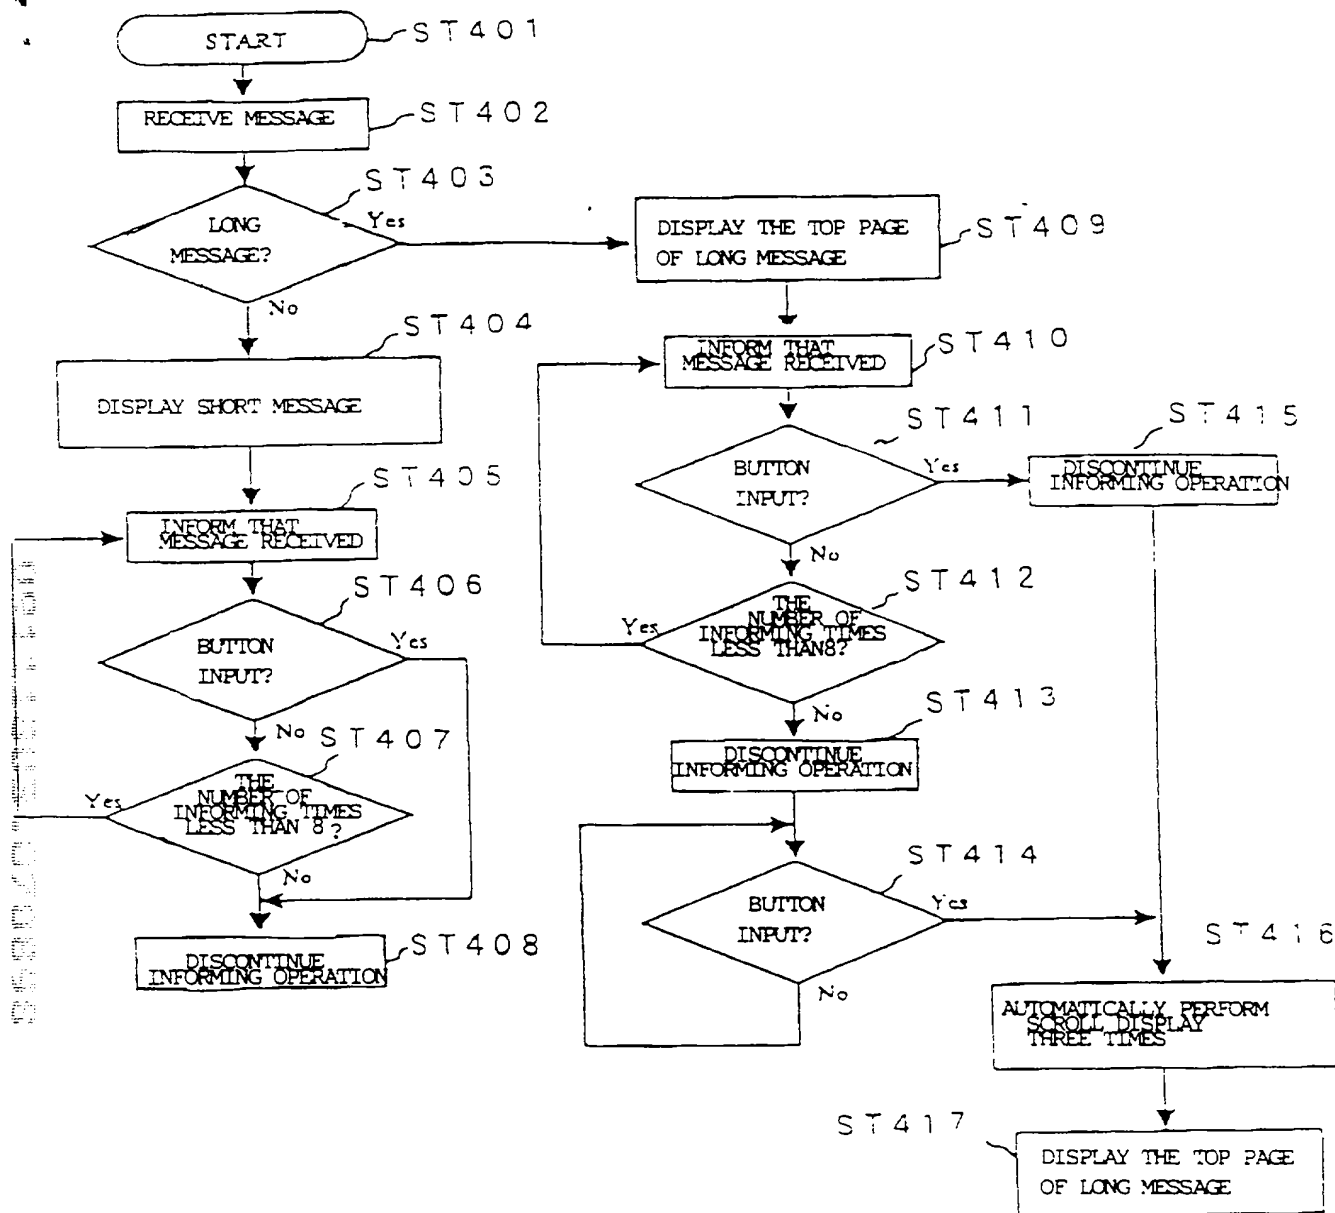 START
ST401
RECEIVE MESSAGE
ST402
ST403
LONG
MESSAGE?
Yes
No
ST404
DISPLAY SHORT MESSAGE
ST405
INFORM THAT
MESSAGE RECEIVED
ST406
BUTTON
INPUT?
Yes
No
ST407
THE
NUMBER OF
INFORMING TIMES
LESS THAN 8?
Yes
No
DISCONTINUE
INFORMING OPERATION
ST408
DISPLAY THE TOP PAGE
OF LONG MESSAGE
ST409
INFORM THAT
MESSAGE RECEIVED
ST410
ST411
BUTTON
INPUT?
Yes
No
ST415
DISCONTINUE
INFORMING OPERATION
ST412
THE
NUMBER OF
INFORMING TIMES
LESS THAN8?
Yes
No
ST413
DISCONTINUE
INFORMING OPERATION
ST414
BUTTON
INPUT?
Yes
No
ST416
AUTOMATICALLY PERFORM
SCROLL DISPLAY
THREE TIMES
ST417
DISPLAY THE TOP PAGE
OF LONG MESSAGE